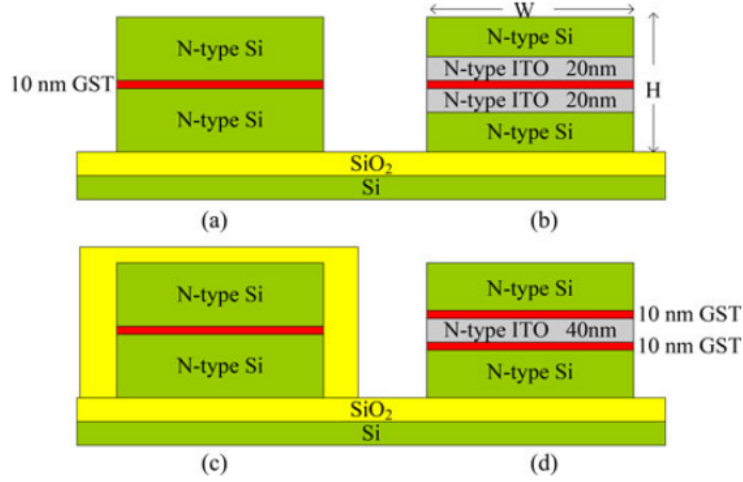 W
N-type Si
N-type Si
10 nm GST
N-type ITO 20nm
H
N-type Si
N-type ITO 20nm
N-type Si
SiO₂
Si
(a)
(b)
N-type Si
N-type Si
10 nm GST
N-type ITO 40nm
10 nm GST
N-type Si
N-type Si
SiO₂
Si
(c)
(d)